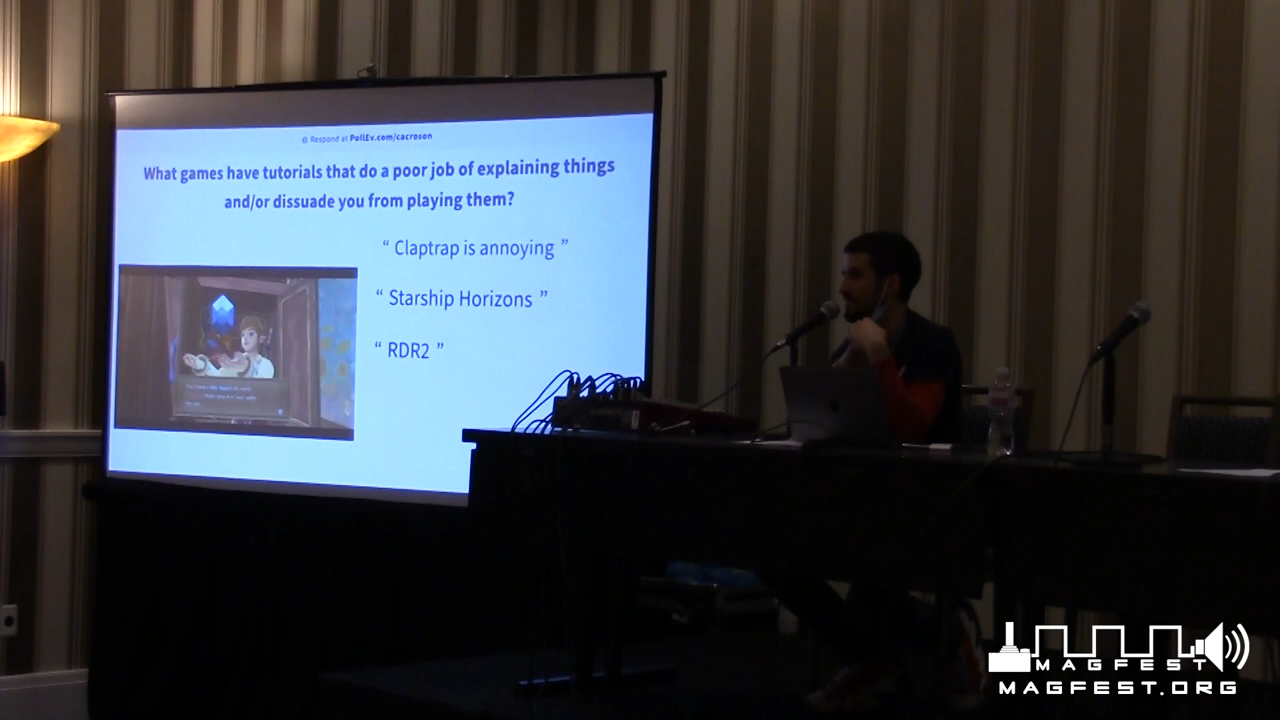 Respond at PollEv.com/cacroson
What games have tutorials that do a poor job of explaining things
and/or dissuade you from playing them?
“ Claptrap is annoying ”
“ Starship Horizons ”
“ RDR2 ”
MAGFEST
MAGFEST.ORG